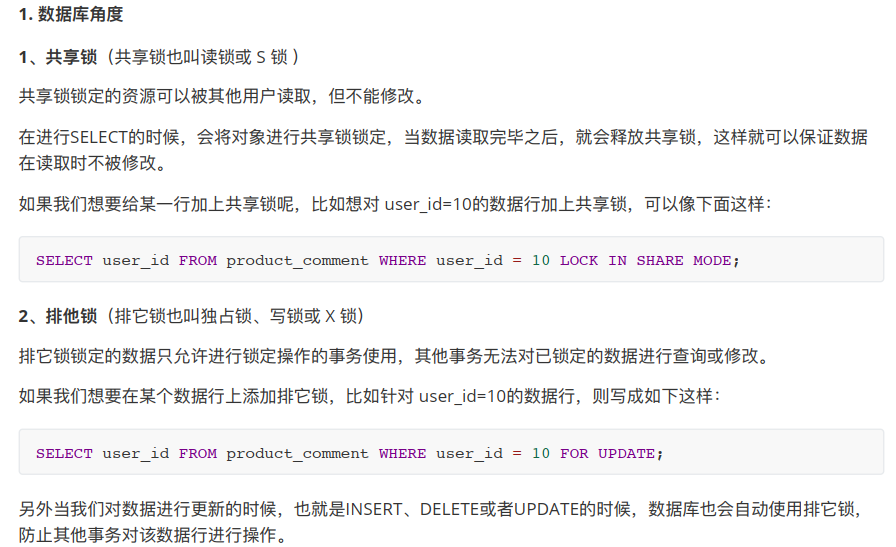 1. 数据库角度
1、共享锁（共享锁也叫读锁或 S 锁 ）
共享锁锁定的资源可以被其他用户读取，但不能修改。
在进行SELECT的时候，会将对象进行共享锁锁定，当数据读取完毕之后，就会释放共享锁，这样就可以保证数据
在读取时不被修改。
如果我们想要给某一行加上共享锁呢，比如想对 user_id=10的数据行加上共享锁，可以像下面这样：
SELECT user_id FROM product_comment WHERE user_id = 10 LOCK IN SHARE MODE;
2、排他锁（排它锁也叫独占锁、写锁或 X 锁）
排它锁锁定的数据只允许进行锁定操作的事务使用，其他事务无法对已锁定的数据进行查询或修改。
如果我们想要在某个数据行上添加排它锁，比如针对 user_id=10的数据行，则写成如下这样：
SELECT user_id FROM product_comment WHERE user_id = 10 FOR UPDATE;
另外当我们对数据进行更新的时候，也就是INSERT、DELETE或者UPDATE的时候，数据库也会自动使用排它锁，
防止其他事务对该数据行进行操作。